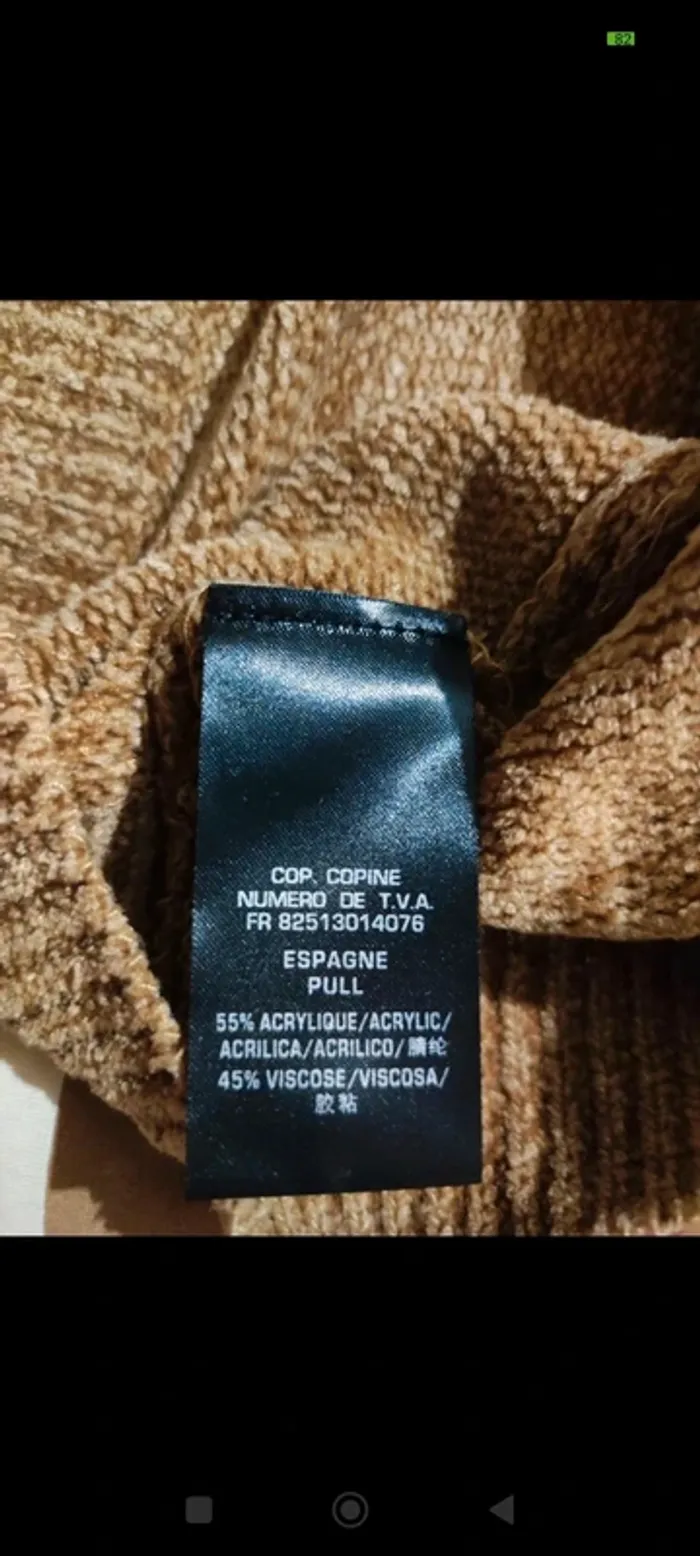 82
COP. COPINE
NUMERO DE T.V.A.
FR 82513014076
ESPAGNE
PULL
55% ACRYLIQUE/ACRYLIC/
ACRILICA/ACRILICO/腈纶
45% VISCOSE/VISCOSA/
胶粘